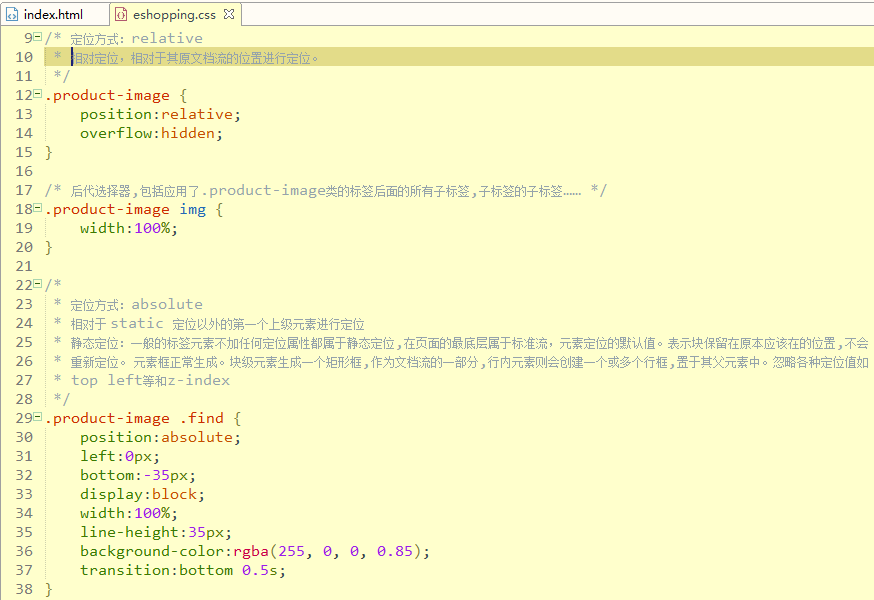 index.html eshopping.css
9 /* 定位方式: relative
10 * 相对定位，相对于其原文档流的位置进行定位。
11 */
12 .product-image {
13 position:relative;
14 overflow:hidden;
15 }
16
17 /* 后代选择器,包括应用了.product-image类的标签后面的所有子标签,子标签的子标签…… */
18 .product-image img {
19 width:100%;
20 }
21
22 /*
23 * 定位方式: absolute
24 * 相对于 static 定位以外的第一个上级元素进行定位
25 * 静态定位: 一般的标签元素不加任何定位属性都属于静态定位,在页面的最底层属于标准流，元素定位的默认值。表示块保留在原本应该在的位置,不会
26 * 重新定位。 元素框正常生成。块级元素生成一个矩形框,作为文档流的一部分,行内元素则会创建一个或多个行框,置于其父元素中。忽略各种定位值如
27 * top left等和z-index
28 */
29 .product-image .find {
30 position:absolute;
31 left:0px;
32 bottom:-35px;
33 display:block;
34 width:100%;
35 line-height:35px;
36 background-color:rgba(255, 0, 0, 0.85);
37 transition:bottom 0.5s;
38 }